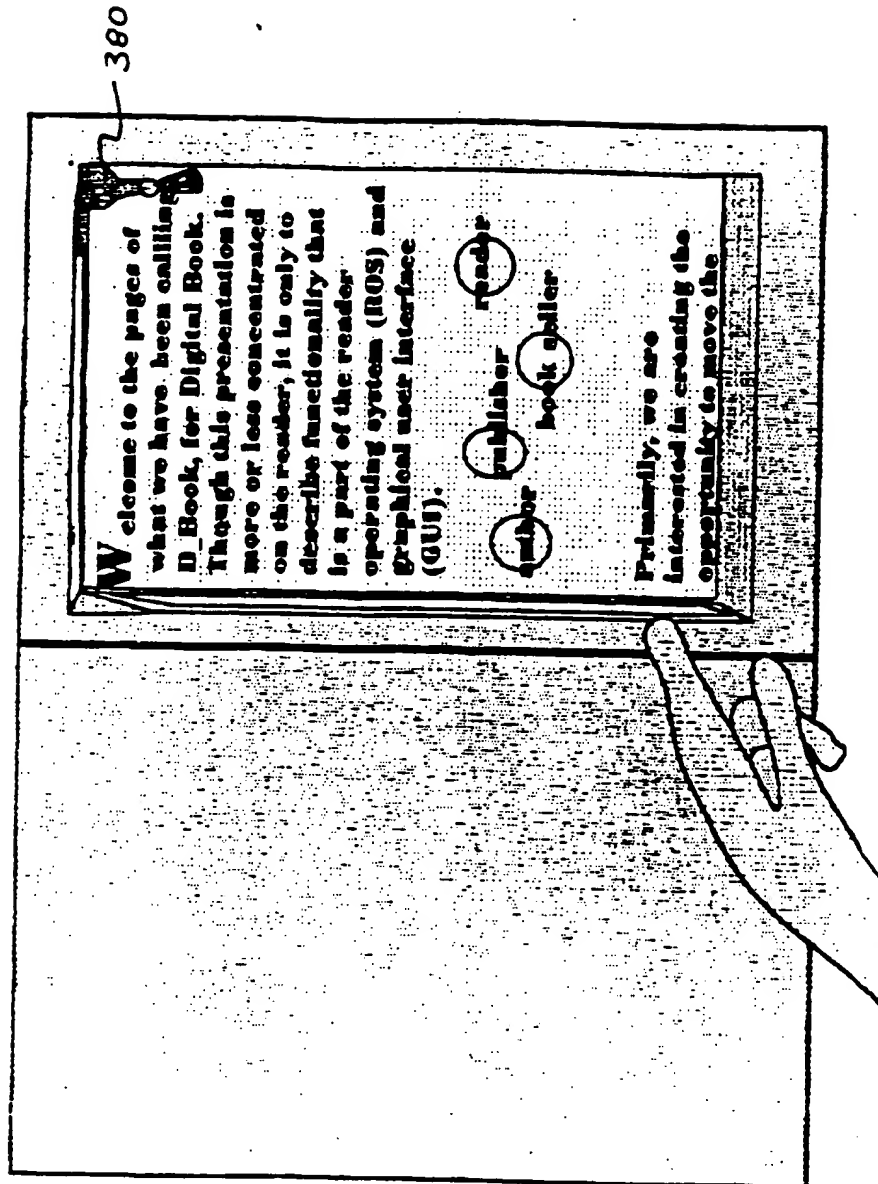 380
Welcome to the pages of
what we have been calling
D_Book, for Digital Book.
Though this presentation is
more or less concentrated
on the reader, it is only to
describe functionality that
is a part of the reader
operating system (ROS) and
graphical user interface
(GUI).
author publisher reader
book seller
Primarily, we are
interested in creating the
opportunity to move the